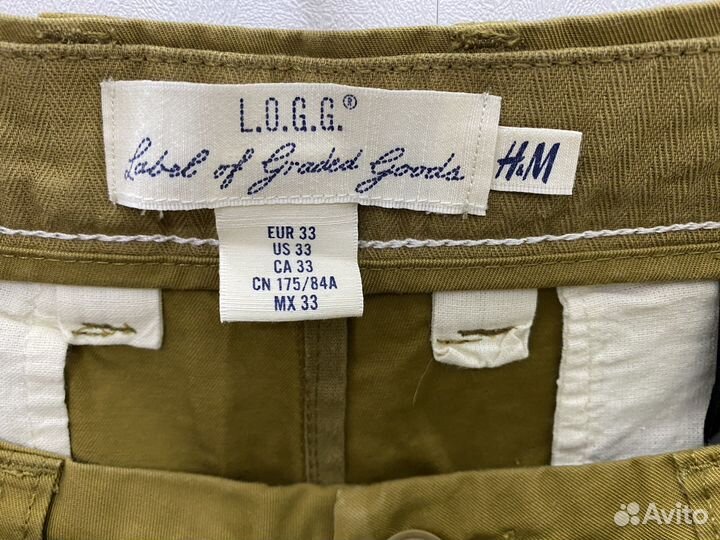 L.O.G.G.®
Label of Graded Goods
H&M
EUR 33
US 33
CA 33
CN 175/84A
MX 33
Avito